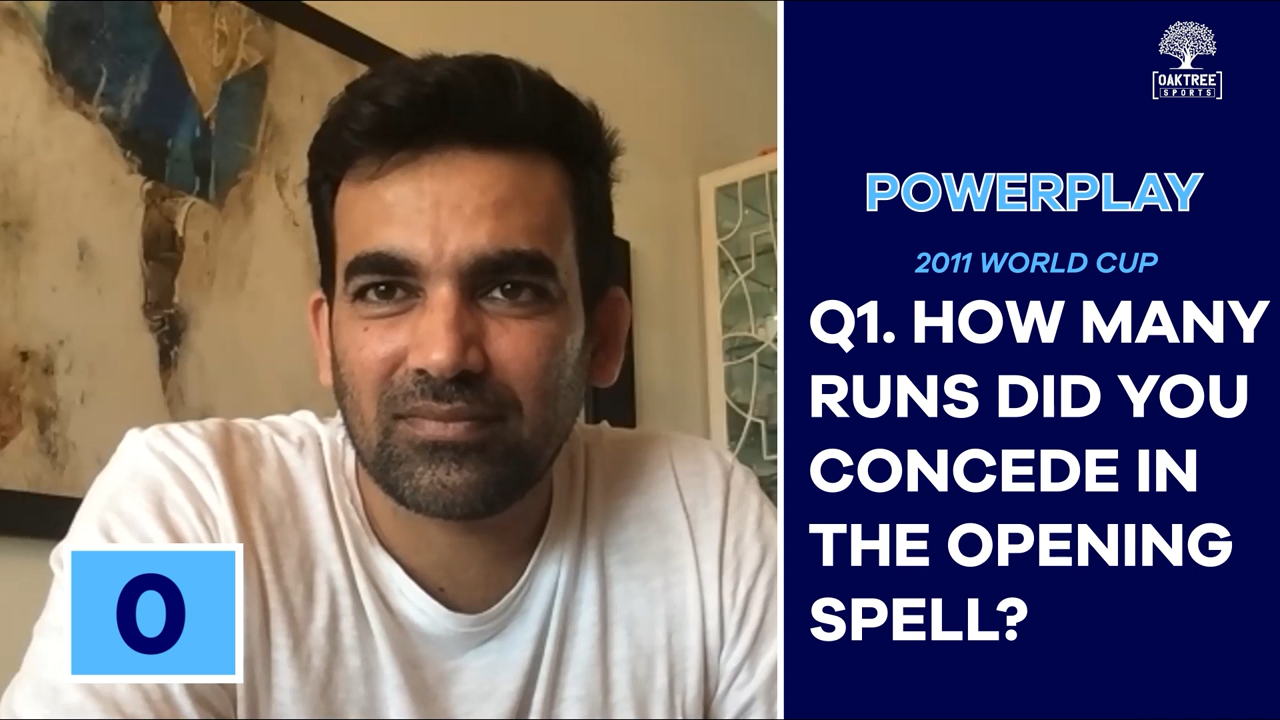 [OAKTREE]
SPORTS
POWERPLAY
2011 WORLD CUP
Q1. HOW MANY
RUNS DID YOU
CONCEDE IN
THE OPENING
SPELL?
0